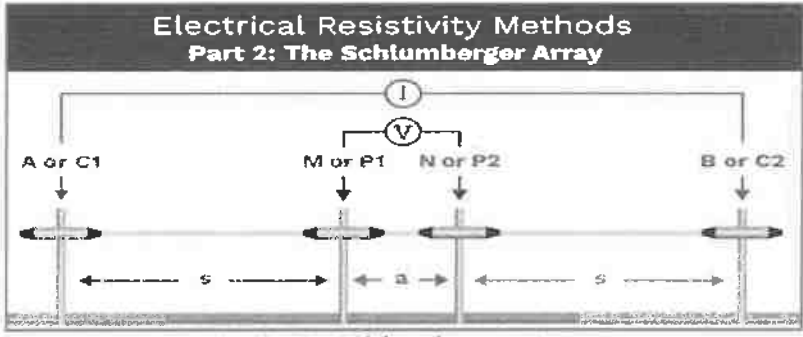 Electrical Resistivity Methods
Part 2: The Schlumberger Array
I
V
A or C1 M or P1 N or P2 B or C2
s a s